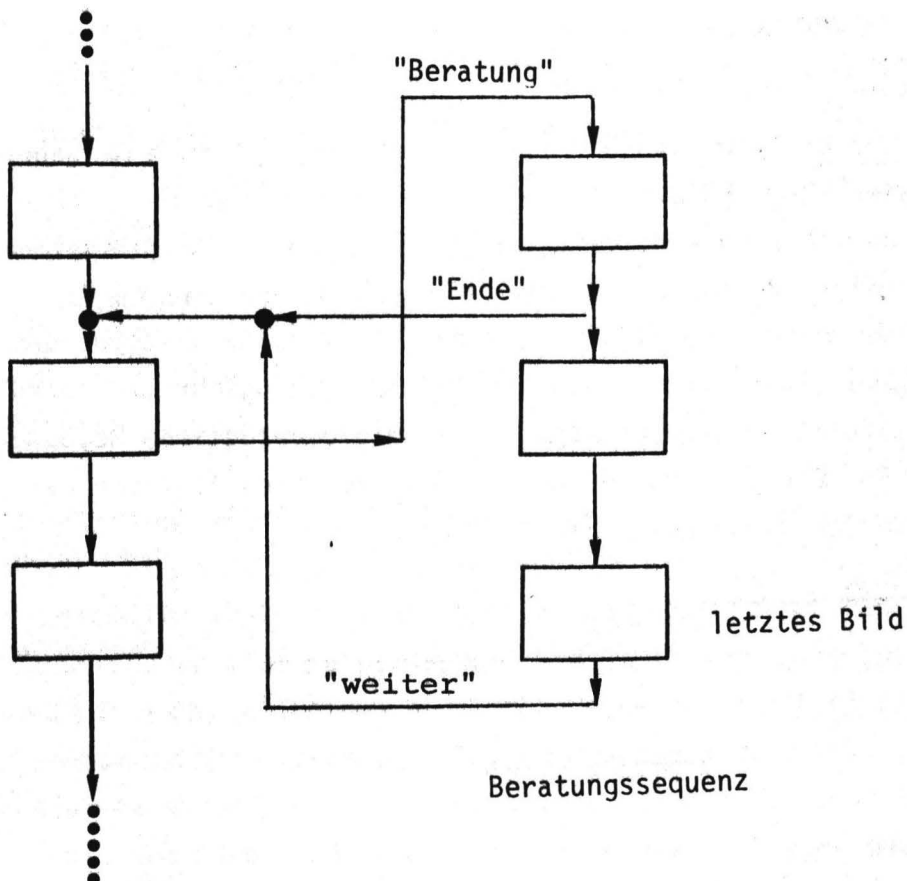 "Beratung"
"Ende"
letztes Bild
"weiter"
Beratungssequenz